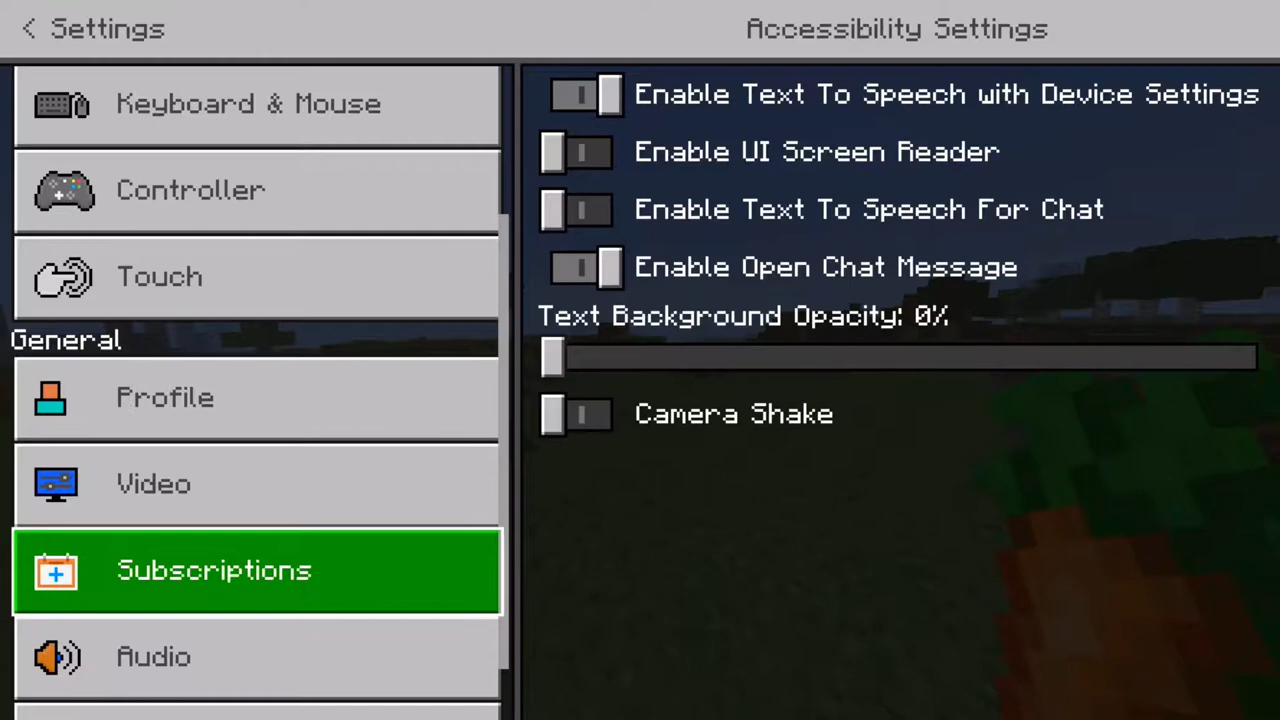 Settings
Accessibility Settings
Keyboard & Mouse
Controller
Touch
General
Profile
Video
Subscriptions
Audio
Enable Text To Speech with Device Settings
Enable UI Screen Reader
Enable Text To Speech For Chat
Enable Open Chat Message
Text Background Opacity: 0%
Camera Shake